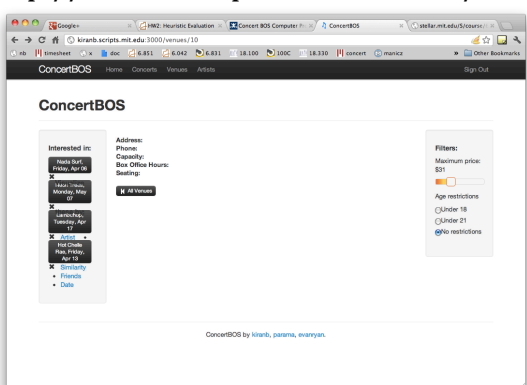 Google+
HW2: Heuristic Evaluation
Concert BOS Computer Pr
ConcertBOS
stellar.mit.edu/S/course/
kiranb.scripts.mit.edu:3000/venues/10
nb
timesheet
x
doc
6.851
6.042
6.831
18.100
100C
18.330
concert
manica
»
Other Bookmarks
ConcertBOS
Home
Concerts
Venues
Artists
Sign Out
ConcertBOS
Interested in:
Nada Surf,
Friday, Apr 06
Monday, May
07
Tuesday, Apr
17
Artist
Hot Chelle
Rae, Friday,
Apr 13
Similarity
Friends
Date
Address:
Phone:
Capacity:
Box Office Hours:
Seating:
All Venues
Filters:
Maximum price:
$31
Age restrictions
Under 18
Under 21
No restrictions
ConcertBOS by kiranb, parama, evanryan.